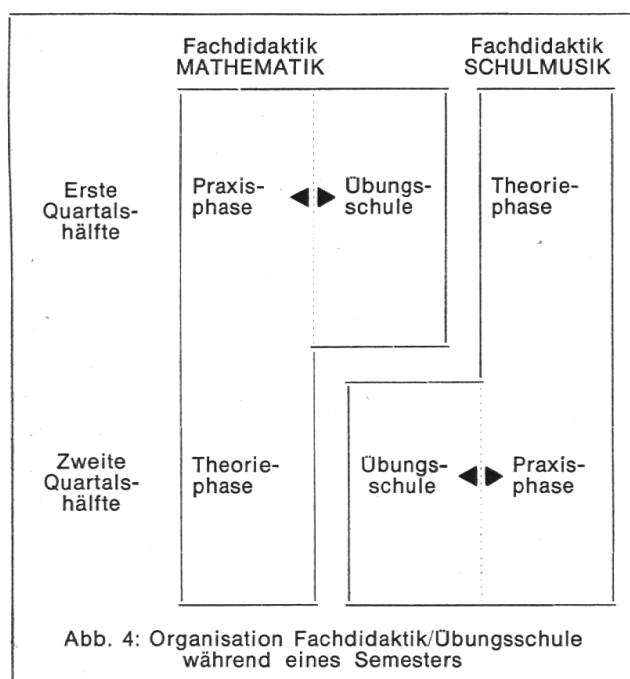 Fachdidaktik
MATHEMATIK
Fachdidaktik
SCHULMUSIK
Erste
Quartals-
hälfte
Praxis-
phase
Übungs-
schule
Theorie-
phase
Zweite
Quartals-
hälfte
Theorie-
phase
Übungs-
schule
Praxis-
phase
Abb. 4: Organisation Fachdidaktik/Übungsschule
während eines Semesters